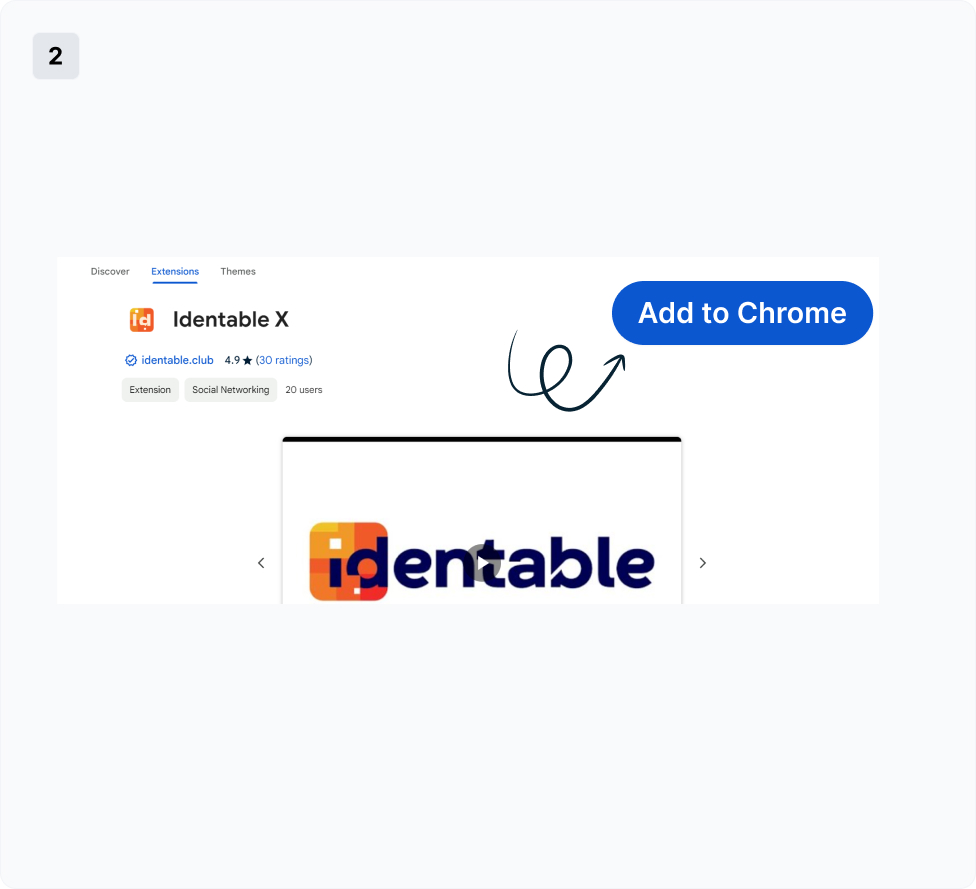 2
Discover Extensions Themes
id Identable X
Add to Chrome
identable.club 4.9 ★ (30 ratings)
Extension Social Networking 20 users
identable